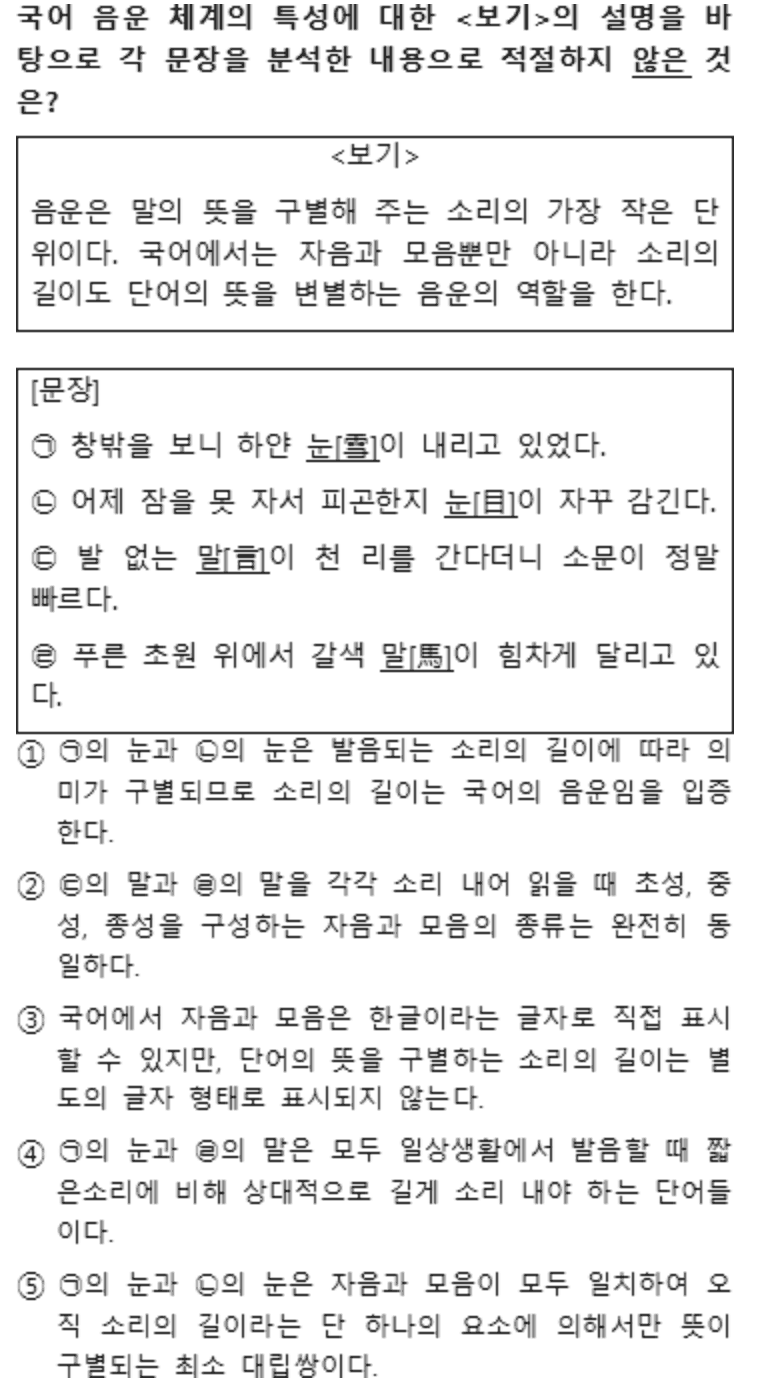 국어 음운 체계의 특성에 대한 <보기>의 설명을 바
탕으로 각 문장을 분석한 내용으로 적절하지 않은 것
은?
<보기>
음운은 말의 뜻을 구별해 주는 소리의 가장 작은 단
위이다. 국어에서는 자음과 모음뿐만 아니라 소리의
길이도 단어의 뜻을 변별하는 음운의 역할을 한다.
[문장]
㉠ 창밖을 보니 하얀 눈[雪]이 내리고 있었다.
㉡ 어제 잠을 못 자서 피곤한지 눈[目]이 자꾸 감긴다.
㉢ 발 없는 말[言]이 천 리를 간다더니 소문이 정말
빠르다.
㉣ 푸른 초원 위에서 갈색 말[馬]이 힘차게 달리고 있
다.
① ㉠의 눈과 ㉡의 눈은 발음되는 소리의 길이에 따라 의
미가 구별되므로 소리의 길이는 국어의 음운임을 입증
한다.
② ㉢의 말과 ㉣의 말을 각각 소리 내어 읽을 때 초성, 중
성, 종성을 구성하는 자음과 모음의 종류는 완전히 동
일하다.
③ 국어에서 자음과 모음은 한글이라는 글자로 직접 표시
할 수 있지만, 단어의 뜻을 구별하는 소리의 길이는 별
도의 글자 형태로 표시되지 않는다.
④ ㉠의 눈과 ㉣의 말은 모두 일상생활에서 발음할 때 짧
은소리에 비해 상대적으로 길게 소리 내야 하는 단어들
이다.
⑤ ㉠의 눈과 ㉡의 눈은 자음과 모음이 모두 일치하여 오
직 소리의 길이라는 단 하나의 요소에 의해서만 뜻이
구별되는 최소 대립쌍이다.